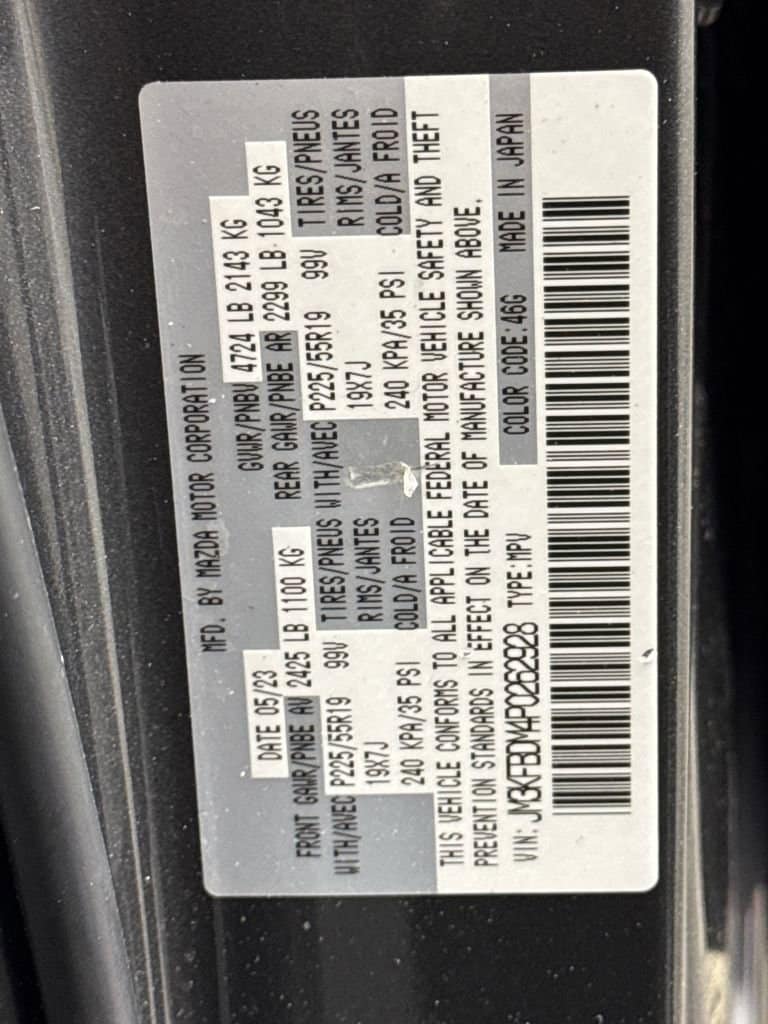 MFD. BY MAZDA MOTOR CORPORATION
DATE 05/23 GVWR/PNBV 4724 LB 2143 KG
FRONT GAWR/PNBE AV 2425 LB 1100 KG REAR GAWR/PNBE AR 2299 LB 1043 KG
WITH/AVEC P225/55R19 99V TIRES/PNEUS WITH/AVEC P225/55R19 99V TIRES/PNEUS
19X7J RIMS/JANTES 19X7J RIMS/JANTES
240 KPA/35 PSI COLD/A FROID 240 KPA/35 PSI COLD/A FROID
THIS VEHICLE CONFORMS TO ALL APPLICABLE FEDERAL MOTOR VEHICLE SAFETY AND THEFT
PREVENTION STANDARDS IN EFFECT ON THE DATE OF MANUFACTURE SHOWN ABOVE.
VIN: JM3KFBDM4P0262928 TYPE:MPV COLOR CODE.46G MADE IN JAPAN